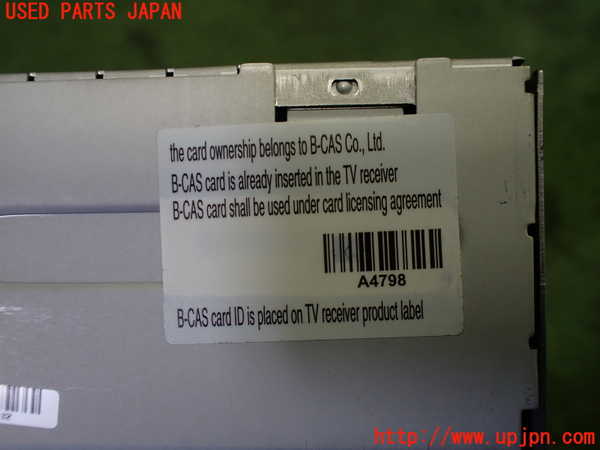 USED PARTS JAPAN
the card ownership belongs to B-CAS Co., Ltd.
B-CAS card is already inserted in the TV receiver
B-CAS card shall be used under card licensing agreement
A4798
B-CAS card ID is placed on TV receiver product label
http://www.upjpn.com/